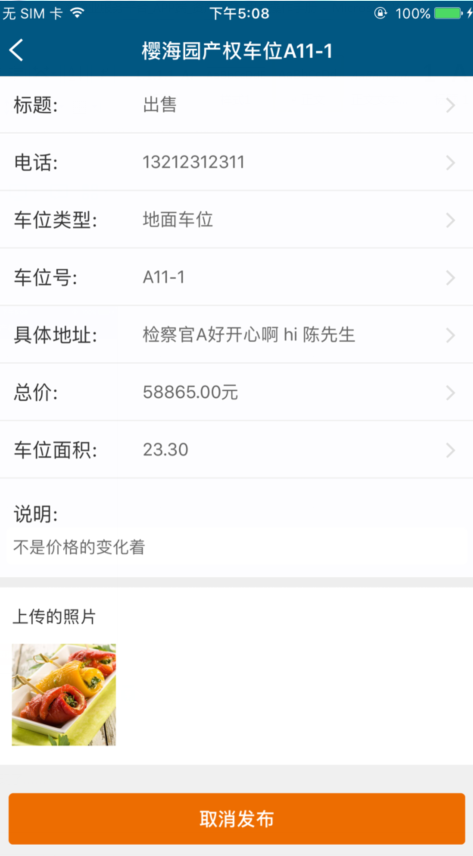 无 SIM 卡 下午5:08 100%
樱海园产权车位A11-1
标题: 出售
电话: 13212312311
车位类型: 地面车位
车位号: A11-1
具体地址: 检察官A好开心啊 hi 陈先生
总价: 58865.00元
车位面积: 23.30
说明:
不是价格的变化着
上传的照片
取消发布